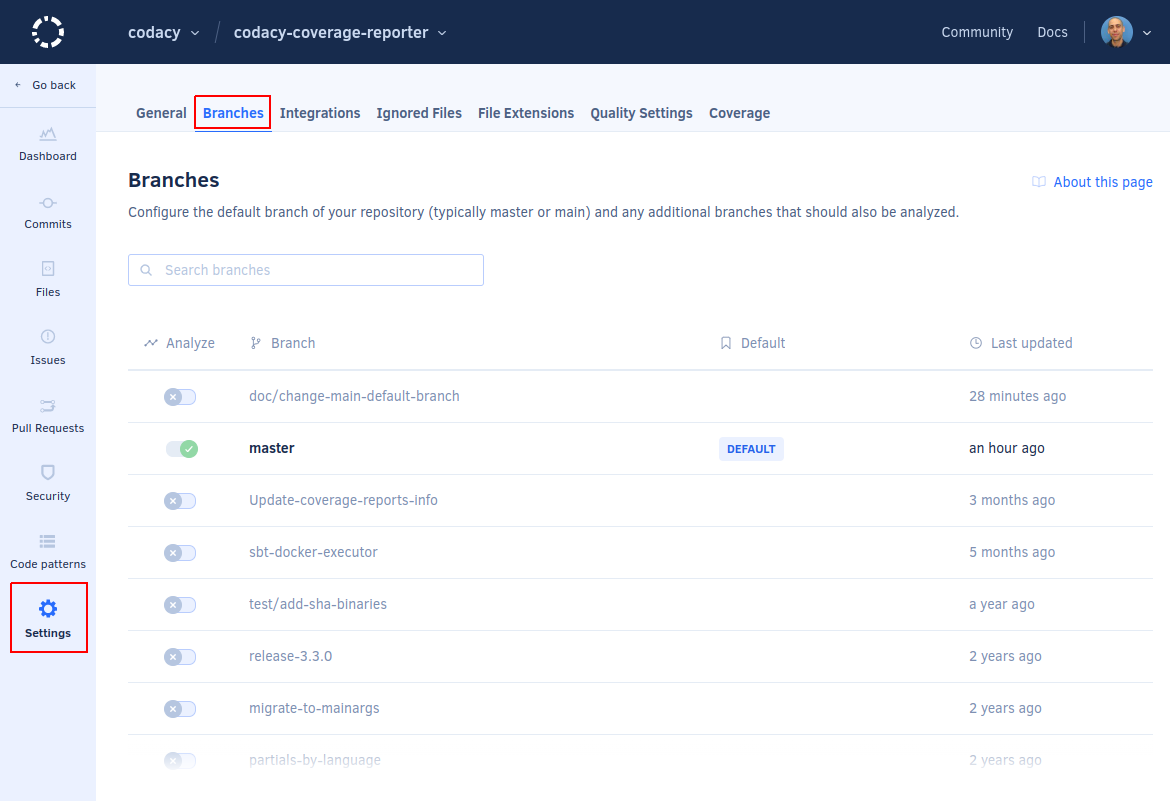 codacy / codacy-coverage-reporter Community Docs
← Go back
Dashboard
Commits
Files
Issues
Pull Requests
Security
Code patterns
Settings
General Branches Integrations Ignored Files File Extensions Quality Settings Coverage
Branches About this page
Configure the default branch of your repository (typically master or main) and any additional branches that should also be analyzed.
Search branches
Analyze Branch Default Last updated
doc/change-main-default-branch 28 minutes ago
master DEFAULT an hour ago
Update-coverage-reports-info 3 months ago
sbt-docker-executor 5 months ago
test/add-sha-binaries a year ago
release-3.3.0 2 years ago
migrate-to-mainargs 2 years ago
partials-by-language 2 years ago